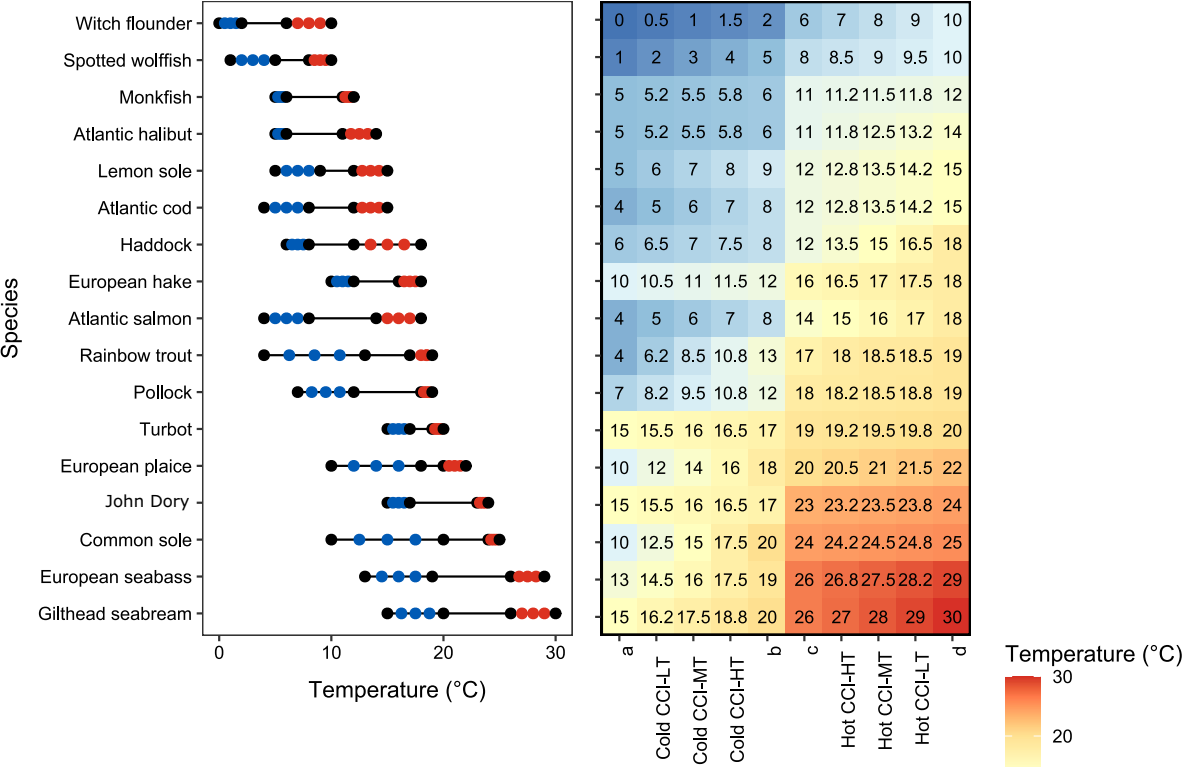 Species
Witch flounder 0 0.5 1 1.5 2 6 7 8 9 10
Spotted wolffish 1 2 3 4 5 8 8.5 9 9.5 10
Monkfish 5 5.2 5.5 5.8 6 11 11.2 11.5 11.8 12
Atlantic halibut 5 5.2 5.5 5.8 6 11 11.8 12.5 13.2 14
Lemon sole 5 6 7 8 9 12 12.8 13.5 14.2 15
Atlantic cod 4 5 6 7 8 12 12.8 13.5 14.2 15
Haddock 6 6.5 7 7.5 8 12 13.5 15 16.5 18
European hake 10 10.5 11 11.5 12 16 16.5 17 17.5 18
Atlantic salmon 4 5 6 7 8 14 15 16 17 18
Rainbow trout 4 6.2 8.5 10.8 13 17 18 18.5 18.5 19
Pollock 7 8.2 9.5 10.8 12 18 18.2 18.5 18.8 19
Turbot 15 15.5 16 16.5 17 19 19.2 19.5 19.8 20
European plaice 10 12 14 16 18 20 20.5 21 21.5 22
John Dory 15 15.5 16 16.5 17 23 23.2 23.5 23.8 24
Common sole 10 12.5 15 17.5 20 24 24.2 24.5 24.8 25
European seabass 13 14.5 16 17.5 19 26 26.8 27.5 28.2 29
Gilthead seabream 15 16.2 17.5 18.8 20 26 27 28 29 30
0 10 20 30
Temperature (°C)
a
Cold CCI-LT
Cold CCI-MT
Cold CCI-HT
b
c
Hot CCI-HT
Hot CCI-MT
Hot CCI-LT
d
Temperature (°C)
30
20